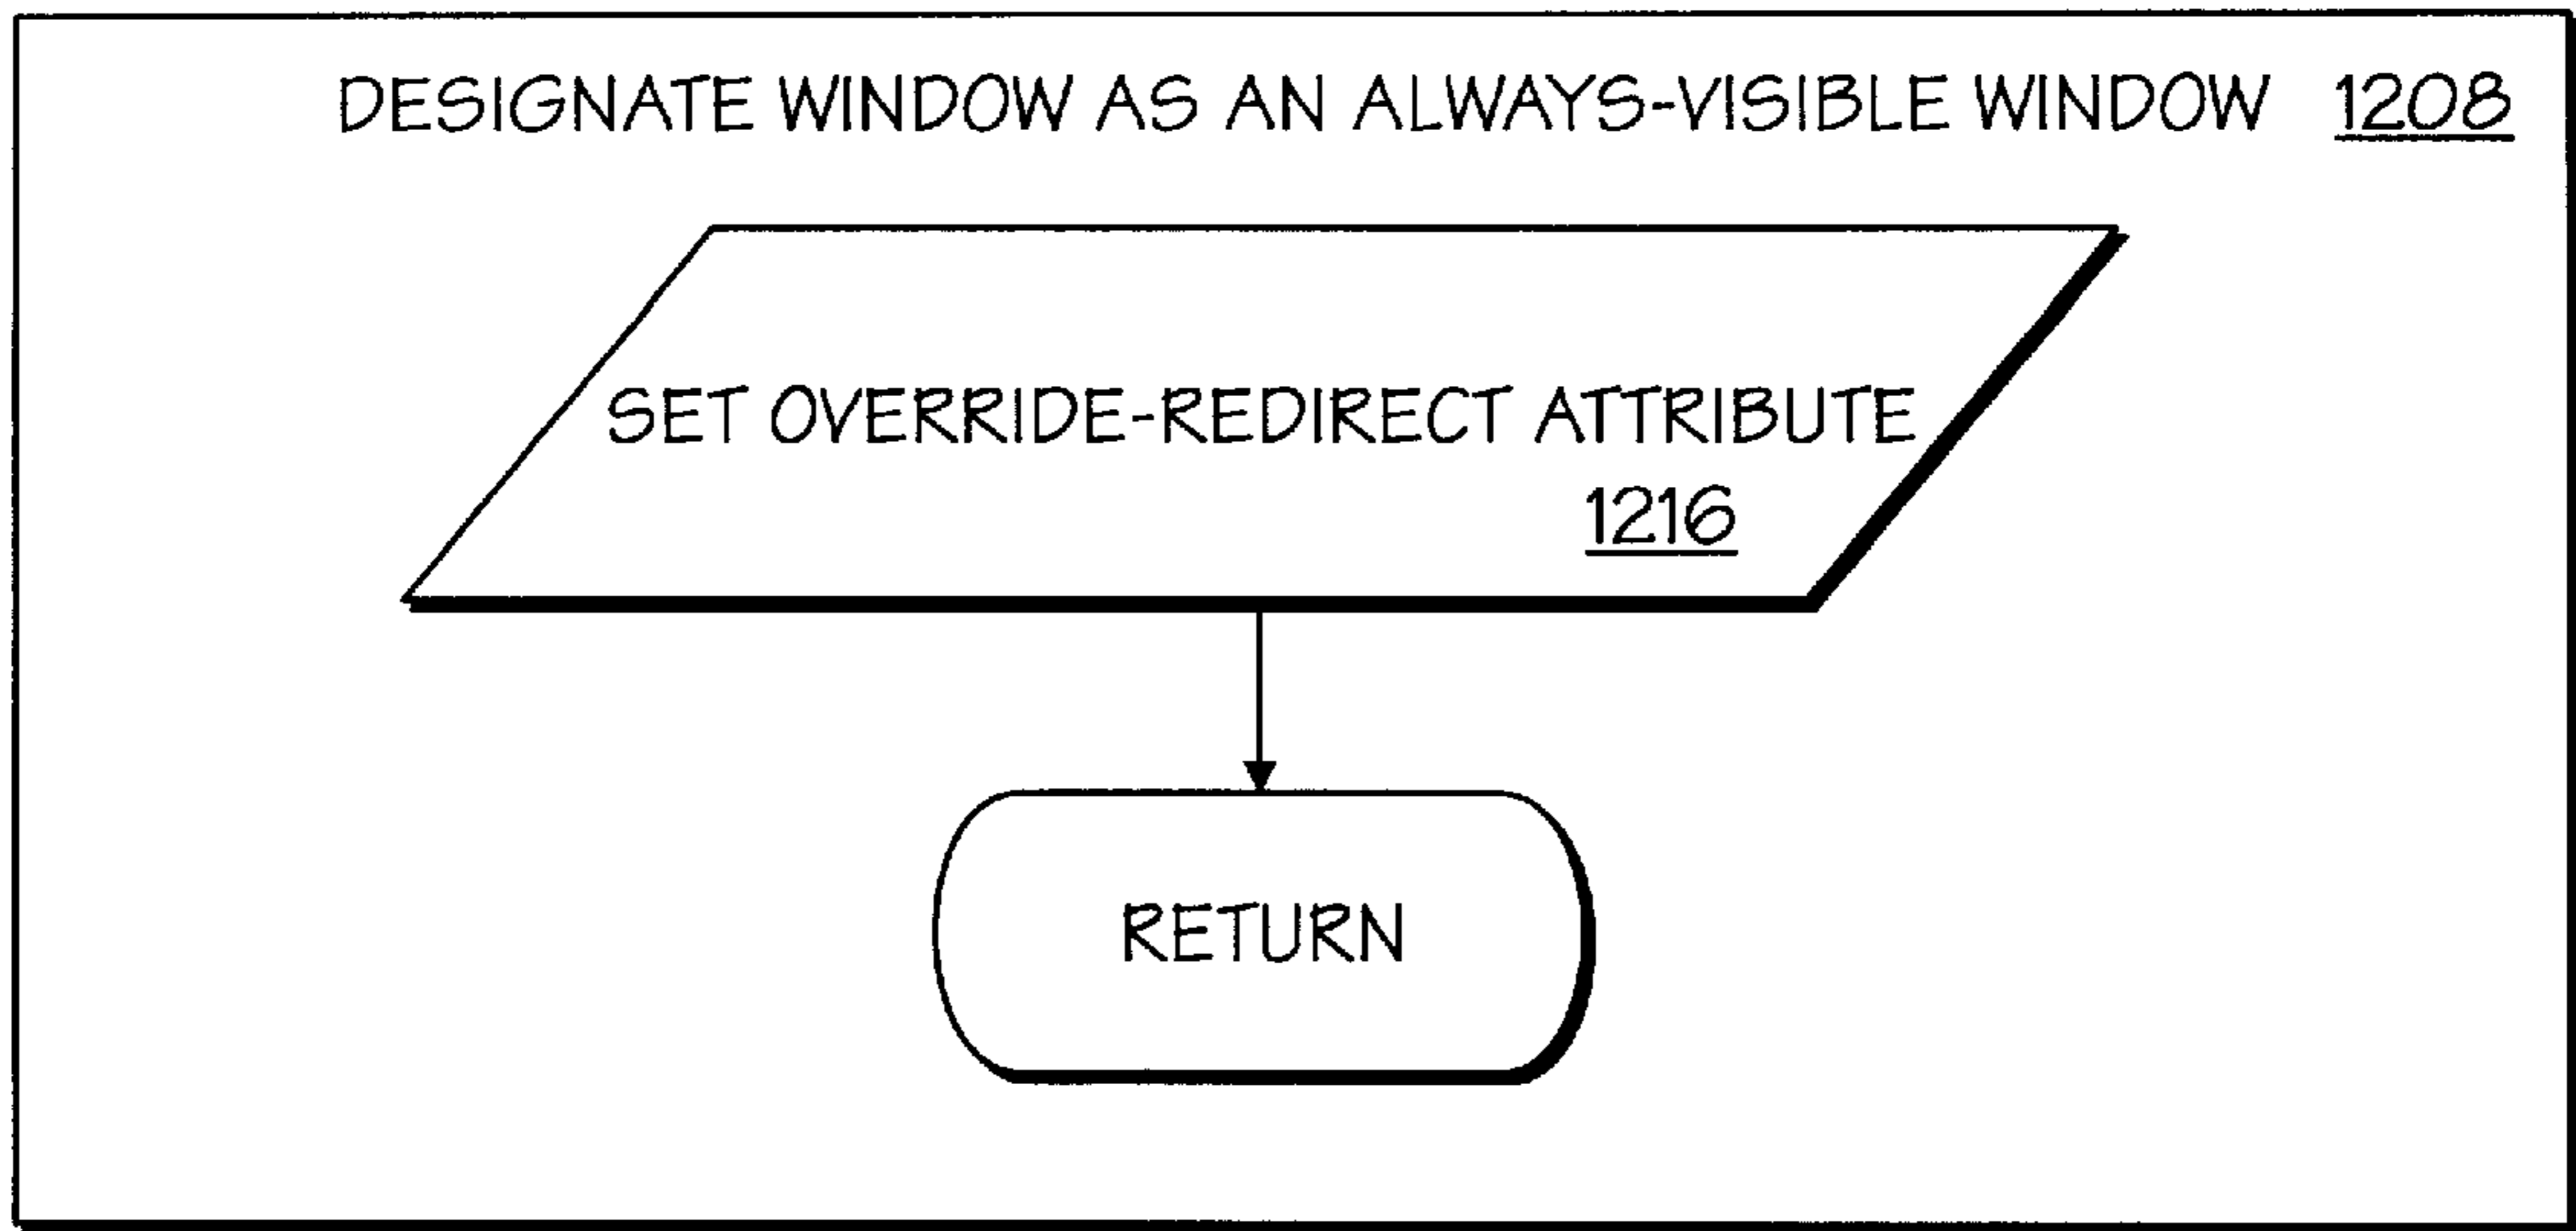 DESIGNATE WINDOW AS AN ALWAYS-VISIBLE WINDOW 1208
SET OVERRIDE-REDIRECT ATTRIBUTE
1216
RETURN